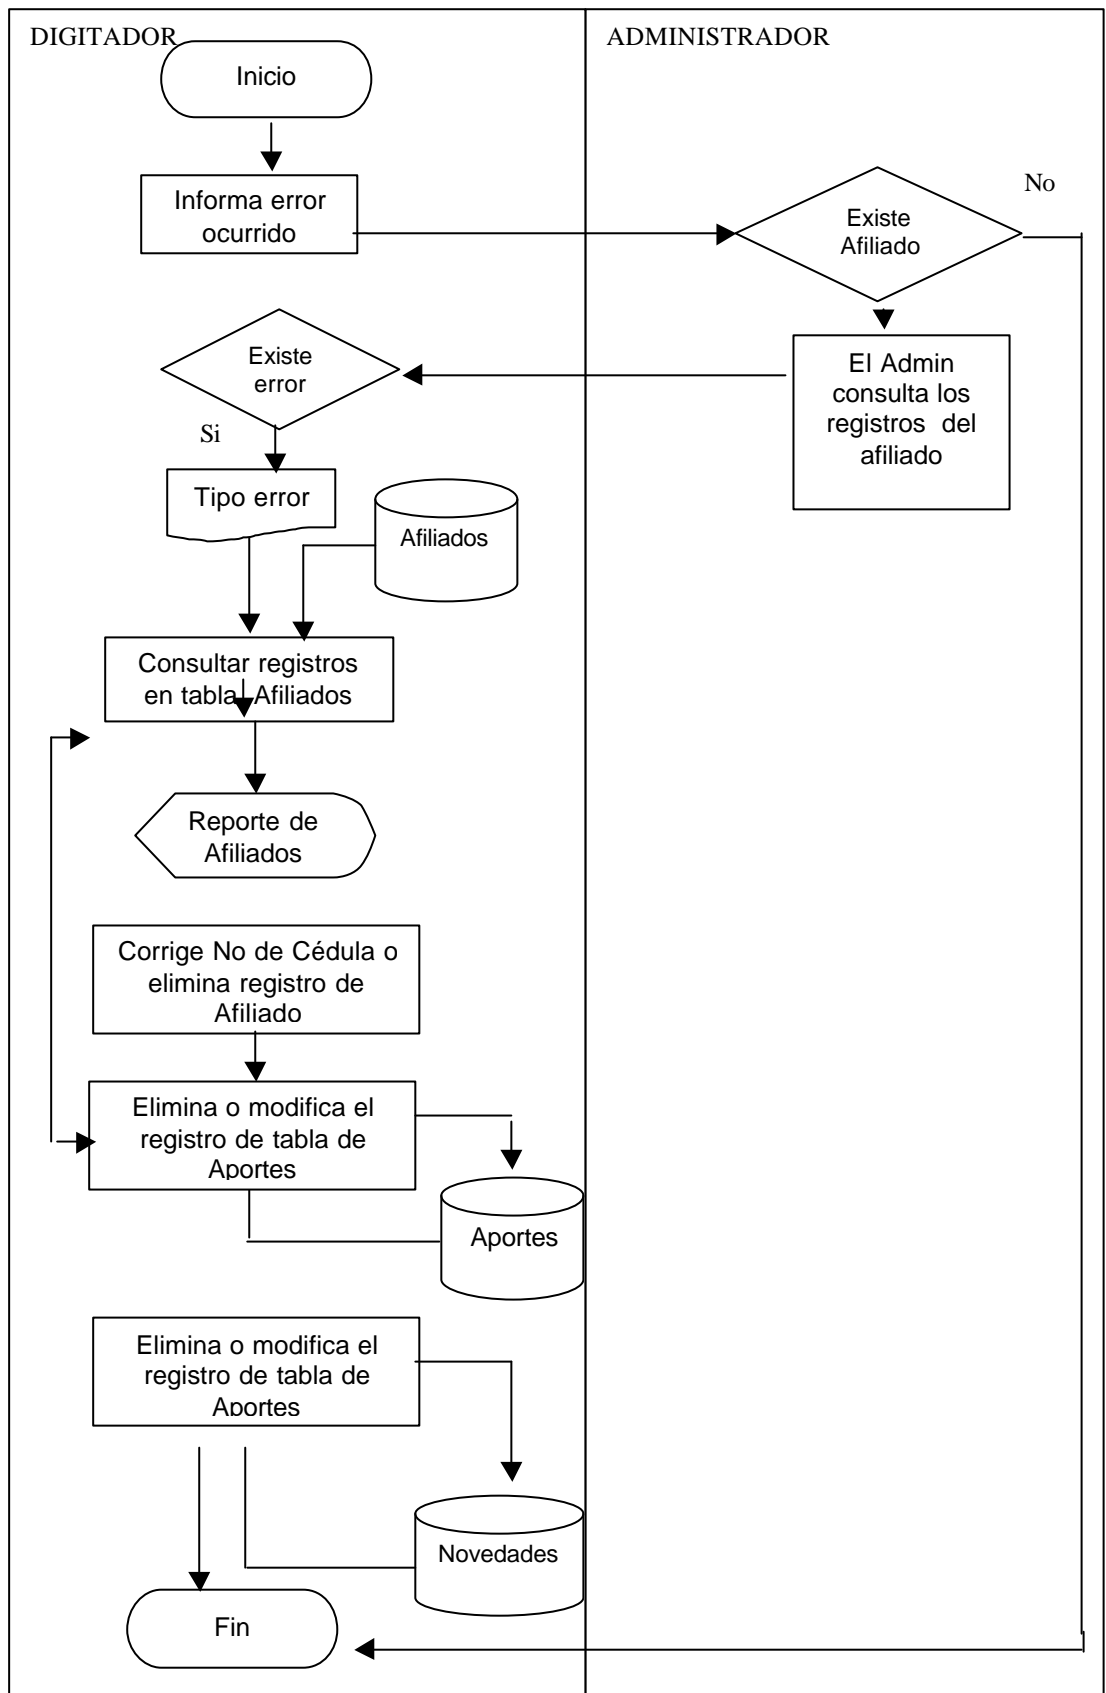 DIGITADOR
ADMINISTRADOR
Inicio
Informa error
ocurrido
Existe
Afiliado
No
Existe
error
El Admin
consulta los
registros del
afiliado
Si
Tipo error
Afiliados
Consultar registros
en tabla Afiliados
Reporte de
Afiliados
Corrige No de Cédula o
elimina registro de
Afiliado
Elimina o modifica el
registro de tabla de
Aportes
Aportes
Elimina o modifica el
registro de tabla de
Aportes
Novedades
Fin